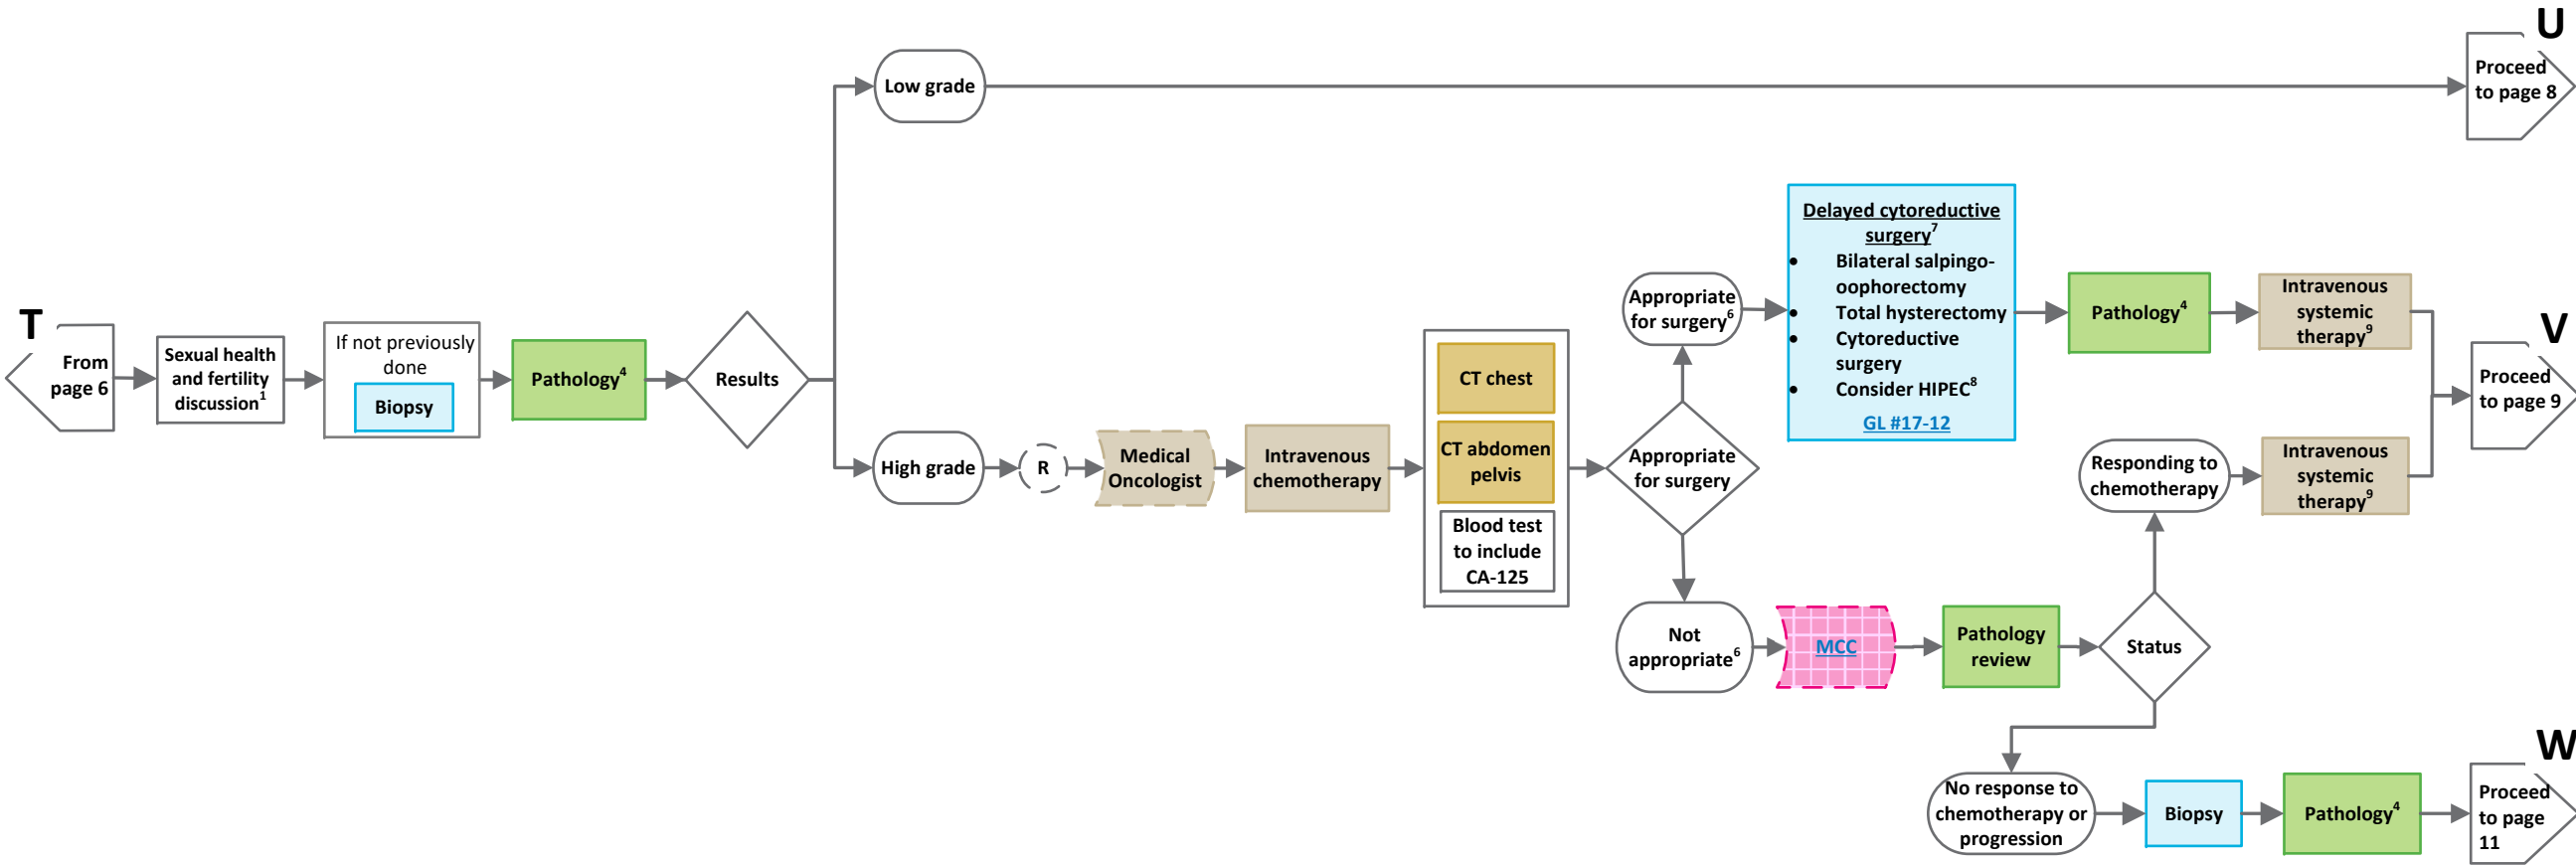 T
From
page 6
Sexual health
and fertility
discussion1
If not previously
done
Biopsy
Pathology4
Results
Low grade
U
Proceed
to page 8
High grade
R
Medical
Oncologist
Intravenous
chemotherapy
CT chest
CT abdomen
pelvis
Blood test
to include
CA-125
Appropriate
for surgery
Appropriate
for surgery6
Delayed cytoreductive
surgery7
• Bilateral salpingo-
oophorectomy
• Total hysterectomy
• Cytoreductive
surgery
• Consider HIPEC8
GL #17-12
Pathology4
Intravenous
systemic
therapy9
V
Proceed
to page 9
Not
appropriate6
MCC
Pathology
review
Status
Responding to
chemotherapy
Intravenous
systemic
therapy9
No response to
chemotherapy or
progression
Biopsy
Pathology4
W
Proceed
to page
11